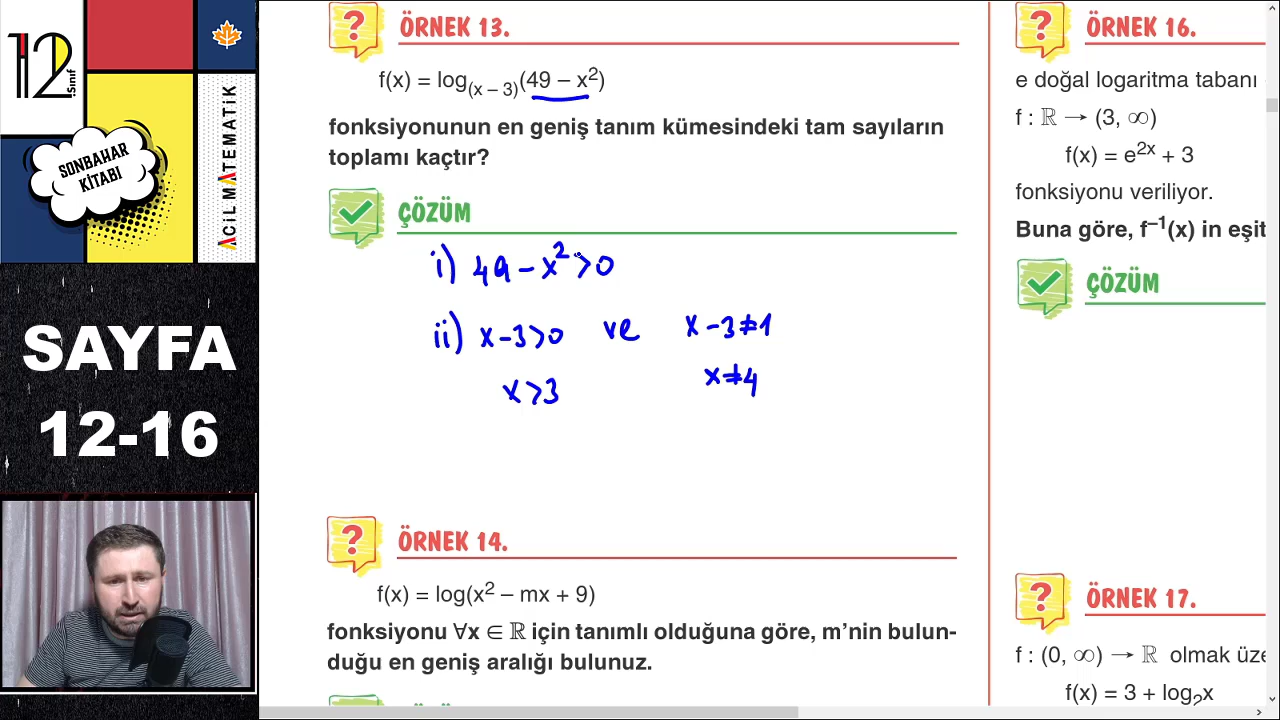 12
.Sınıf
SONBAHAR
KİTABI
ACİLMATEMATİK
SAYFA
12-16
ÖRNEK 13.
f(x) = log(x – 3)(49 – x²)
fonksiyonunun en geniş tanım kümesindeki tam sayıların
toplamı kaçtır?
ÇÖZÜM
i) 49 – x² > 0
ii) x – 3 > 0 ve x – 3 ≠ 1
x > 3 x ≠ 4
ÖRNEK 14.
f(x) = log(x² – mx + 9)
fonksiyonu ∀x ∈ ℝ için tanımlı olduğuna göre, m’nin bulun-
duğu en geniş aralığı bulunuz.
ÖRNEK 16.
e doğal logaritma tabanı
f : ℝ → (3, ∞)
f(x) = e²ˣ + 3
fonksiyonu veriliyor.
Buna göre, f⁻¹(x) in eşit
ÇÖZÜM
ÖRNEK 17.
f : (0, ∞) → ℝ olmak üze
f(x) = 3 + log₂x